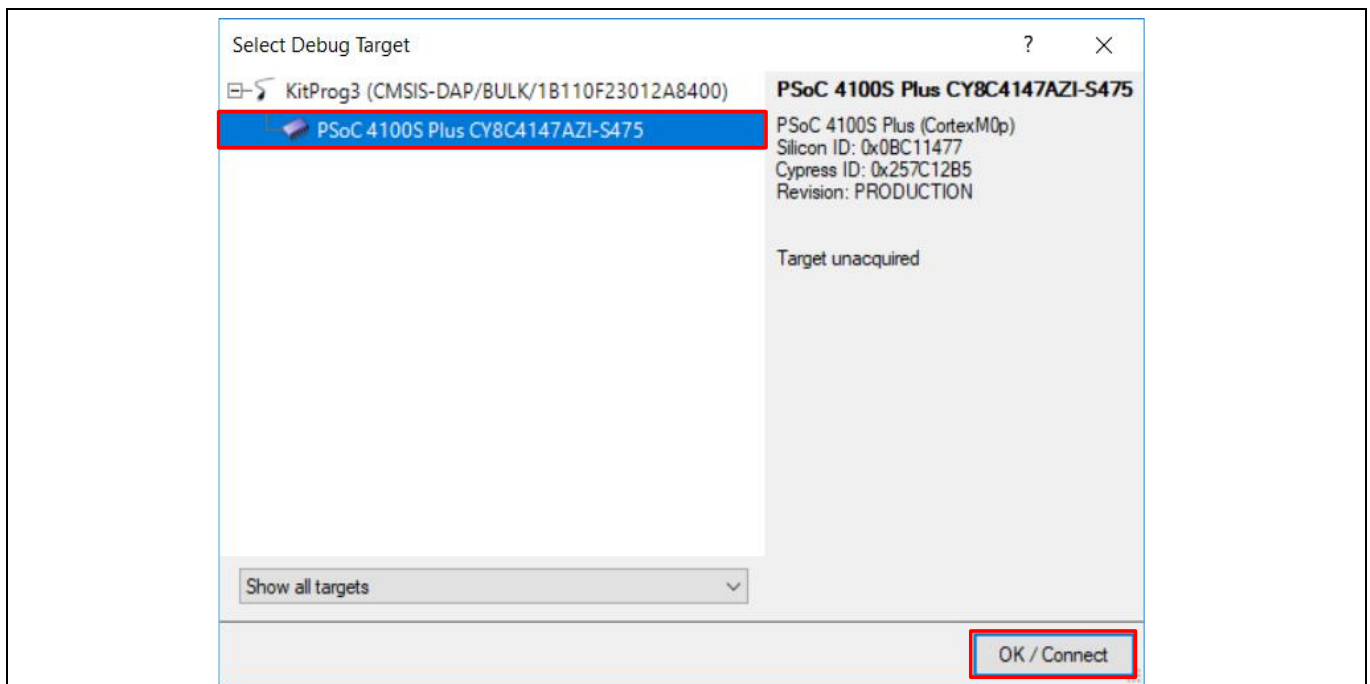 Select Debug Target
KitProg3 (CMSIS-DAP/BULK/1B110F23012A8400)
PSoC 4100S Plus CY8C4147AZI-S475
PSoC 4100S Plus CY8C4147AZI-S475
PSoC 4100S Plus (CortexM0p)
Silicon ID: 0x0BC11477
Cypress ID: 0x257C12B5
Revision: PRODUCTION
Target unacquired
Show all targets
OK / Connect